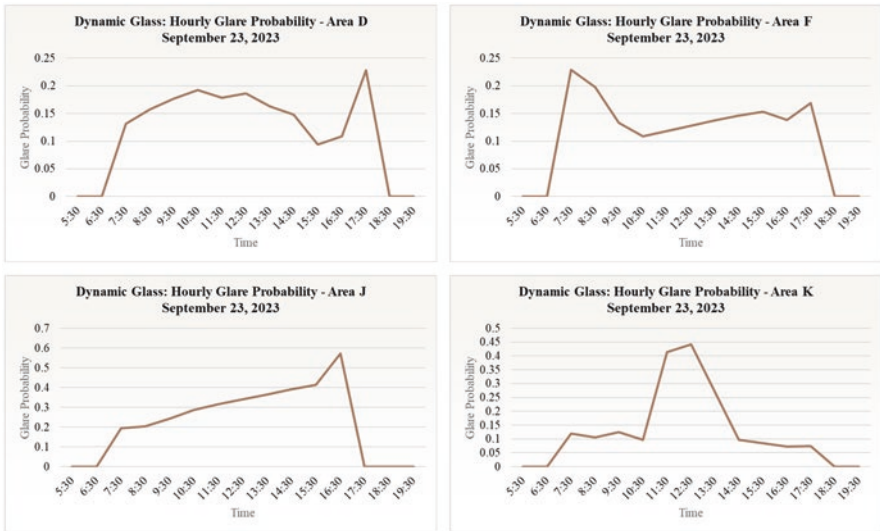 Dynamic Glass: Hourly Glare Probability - Area D
September 23, 2023
0.25
0.2
0.15
0.1
0.05
0
Glare Probability
5:30 6:30 7:30 8:30 9:30 10:30 11:30 12:30 13:30 14:30 15:30 16:30 17:30 18:30 19:30
Time
Dynamic Glass: Hourly Glare Probability - Area F
September 23, 2023
0.25
0.2
0.15
0.1
0.05
0
Glare Probability
5:30 6:30 7:30 8:30 9:30 10:30 11:30 12:30 13:30 14:30 15:30 16:30 17:30 18:30 19:30
Time
Dynamic Glass: Hourly Glare Probability - Area J
September 23, 2023
0.7
0.6
0.5
0.4
0.3
0.2
0.1
0
Glare Probability
5:30 6:30 7:30 8:30 9:30 10:30 11:30 12:30 13:30 14:30 15:30 16:30 17:30 18:30 19:30
Time
Dynamic Glass: Hourly Glare Probability - Area K
September 23, 2023
0.5
0.45
0.4
0.35
0.3
0.25
0.2
0.15
0.1
0.05
0
Glare Probability
5:30 6:30 7:30 8:30 9:30 10:30 11:30 12:30 13:30 14:30 15:30 16:30 17:30 18:30 19:30
Time